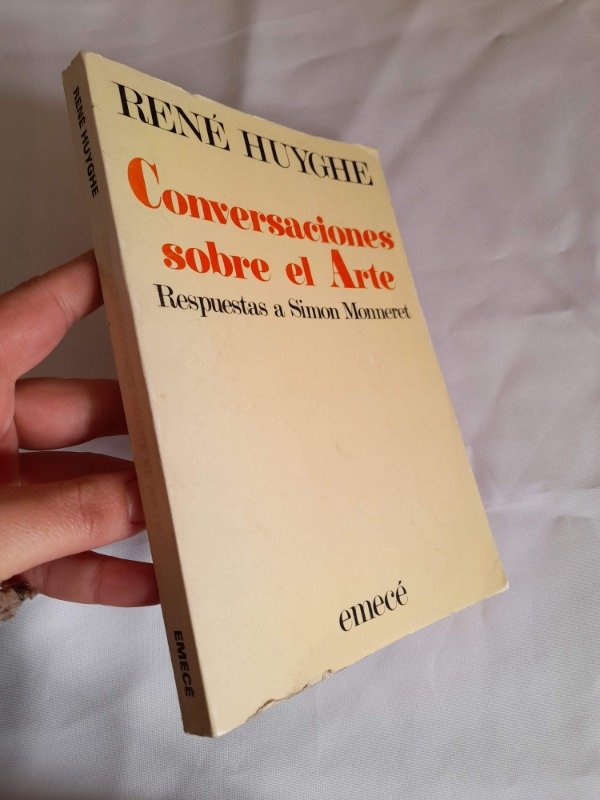 RENÉ HUYGHE
Conversaciones
sobre el Arte
Respuestas a Simon Monneret
emecé
RENÉ HUYGHE
EMECÉ